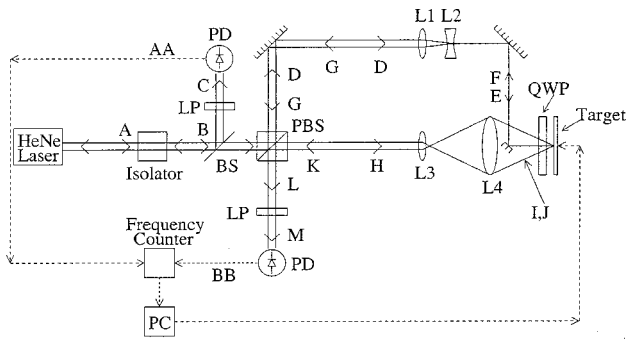 PD
L1 L2
AA
C
D
G
D
G
F
E
QWP
LP
PBS
Target
HeNe
Laser
A
B
Isolator
BS
K
H
L3
L4
I,J
L
LP
M
Frequency
Counter
BB
PD
PC